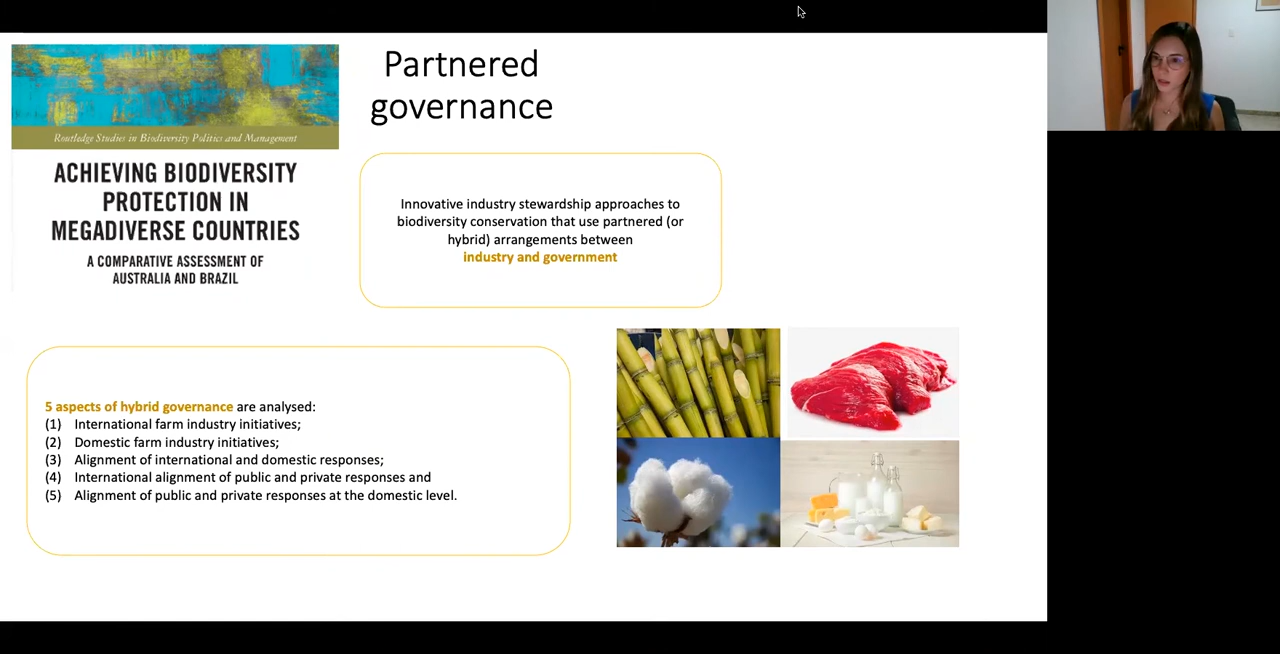 Partnered
governance
Routledge Studies in Biodiversity Politics and Management
ACHIEVING BIODIVERSITY
PROTECTION IN
MEGADIVERSE COUNTRIES
A COMPARATIVE ASSESSMENT OF
AUSTRALIA AND BRAZIL
Innovative industry stewardship approaches to
biodiversity conservation that use partnered (or
hybrid) arrangements between
industry and government
5 aspects of hybrid governance are analysed:
(1) International farm industry initiatives;
(2) Domestic farm industry initiatives;
(3) Alignment of international and domestic responses;
(4) International alignment of public and private responses and
(5) Alignment of public and private responses at the domestic level.